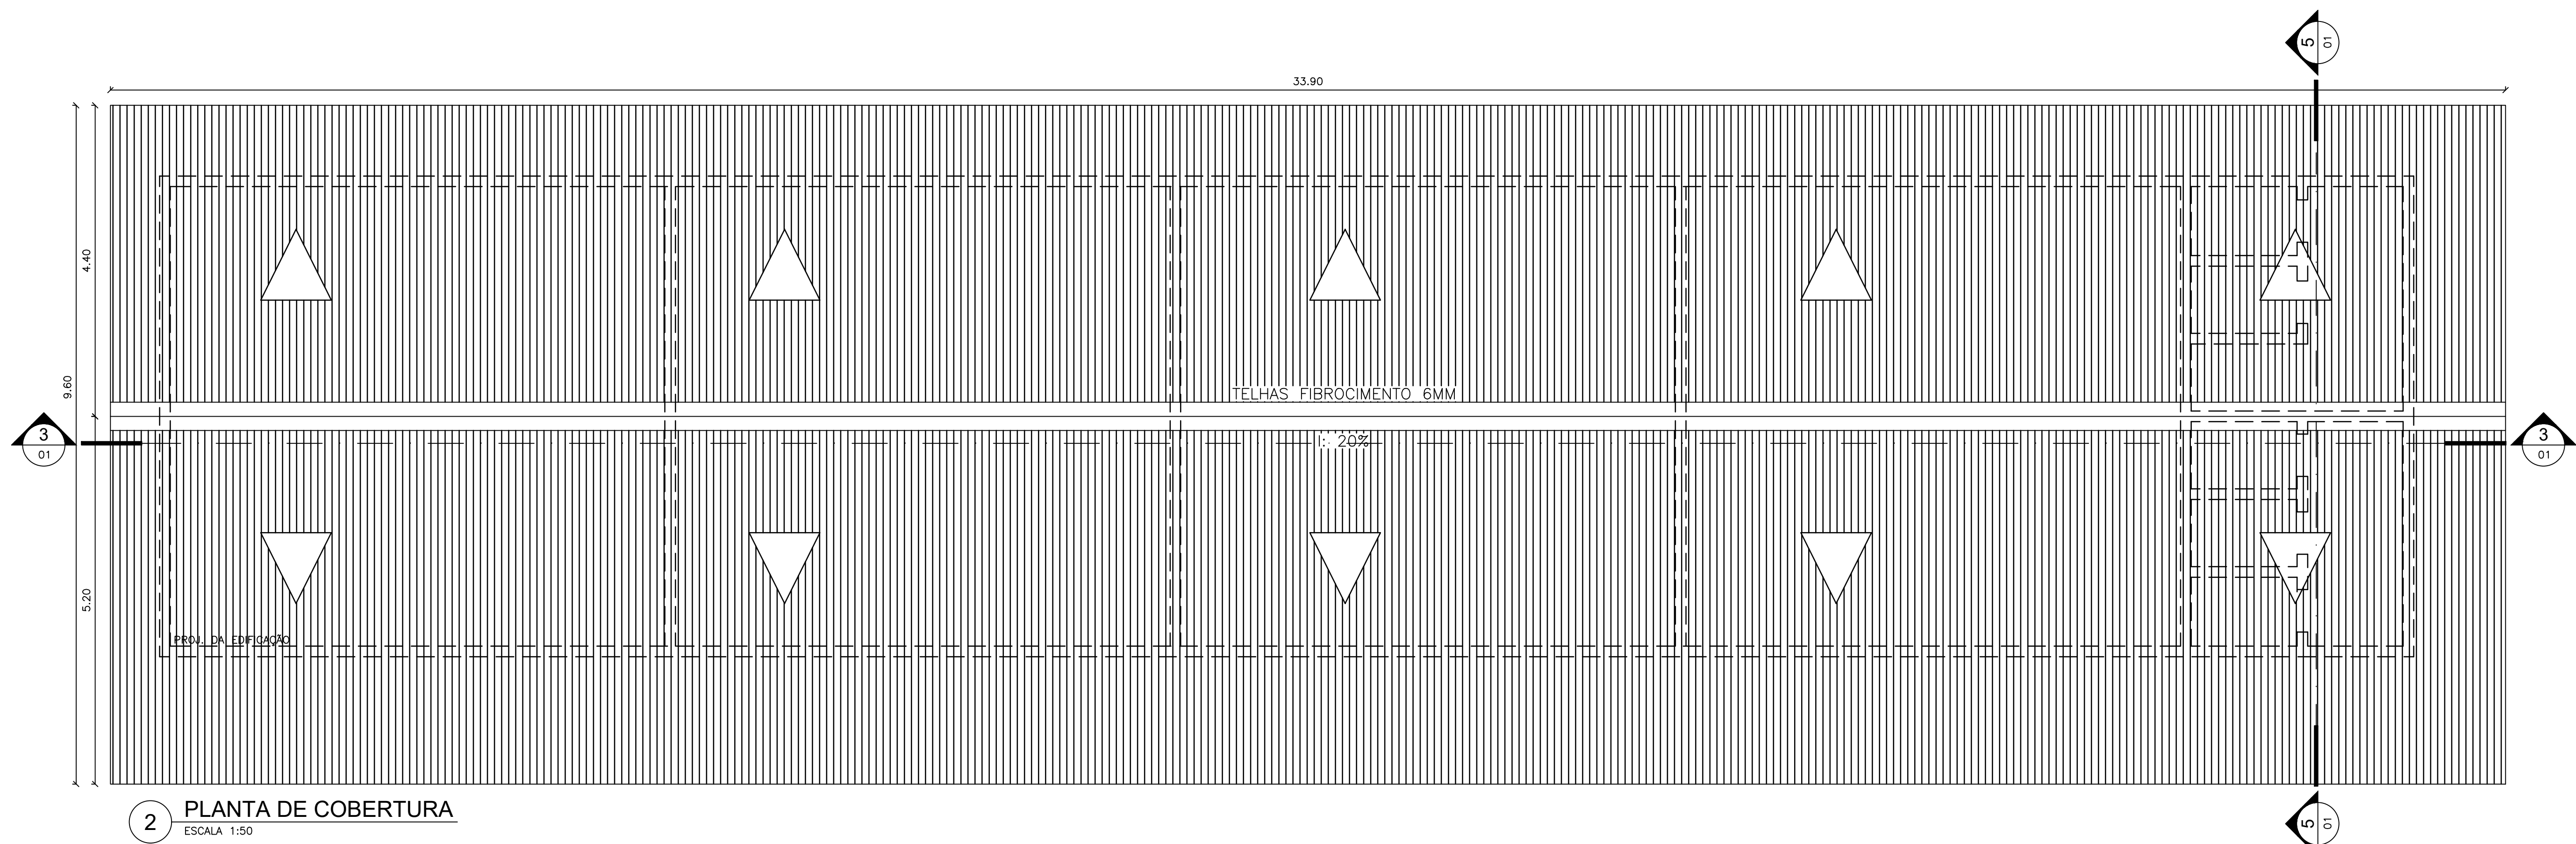 5
01
33.90
4.40
9.60
TELHAS FIBROCIMENTO 6MM
3
01
I: 20%
3
01
5.20
PROJ. DA EDIFICAÇÃO
2
PLANTA DE COBERTURA
ESCALA 1:50
5
01